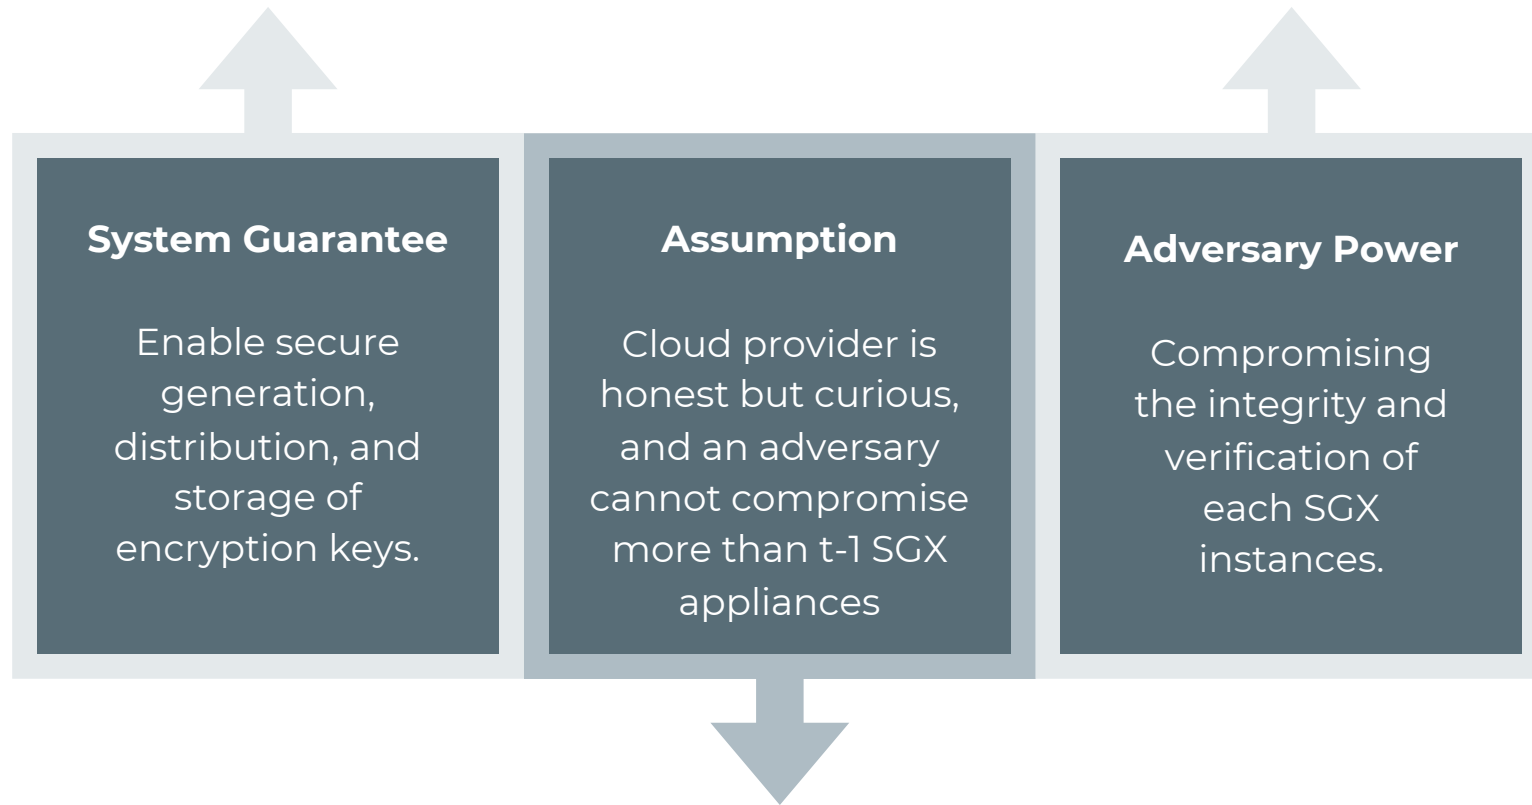 System Guarantee
Enable secure
generation,
distribution, and
storage of
encryption keys.
Assumption
Cloud provider is
honest but curious,
and an adversary
cannot compromise
more than t-1 SGX
appliances
Adversary Power
Compromising
the integrity and
verification of
each SGX
instances.